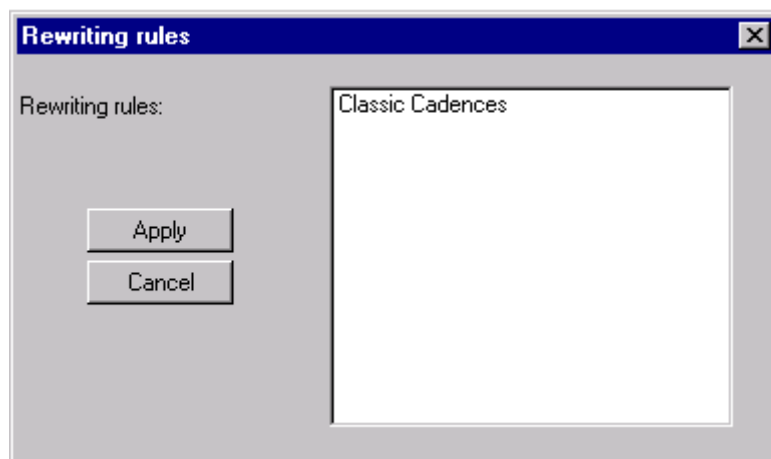 Rewriting rules
Rewriting rules:
Classic Cadences
Apply
Cancel